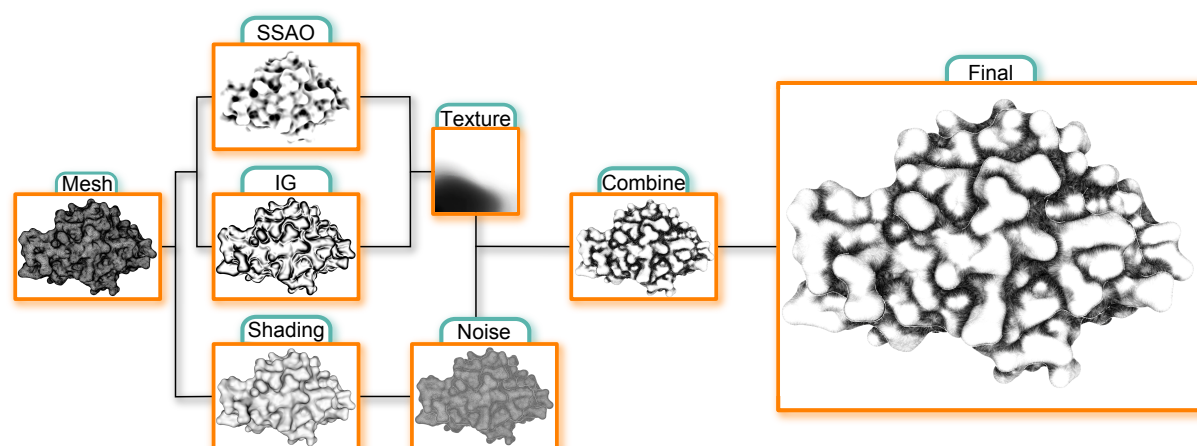 SSAO
Final
Texture
Mesh
IG
Combine
Shading
Noise